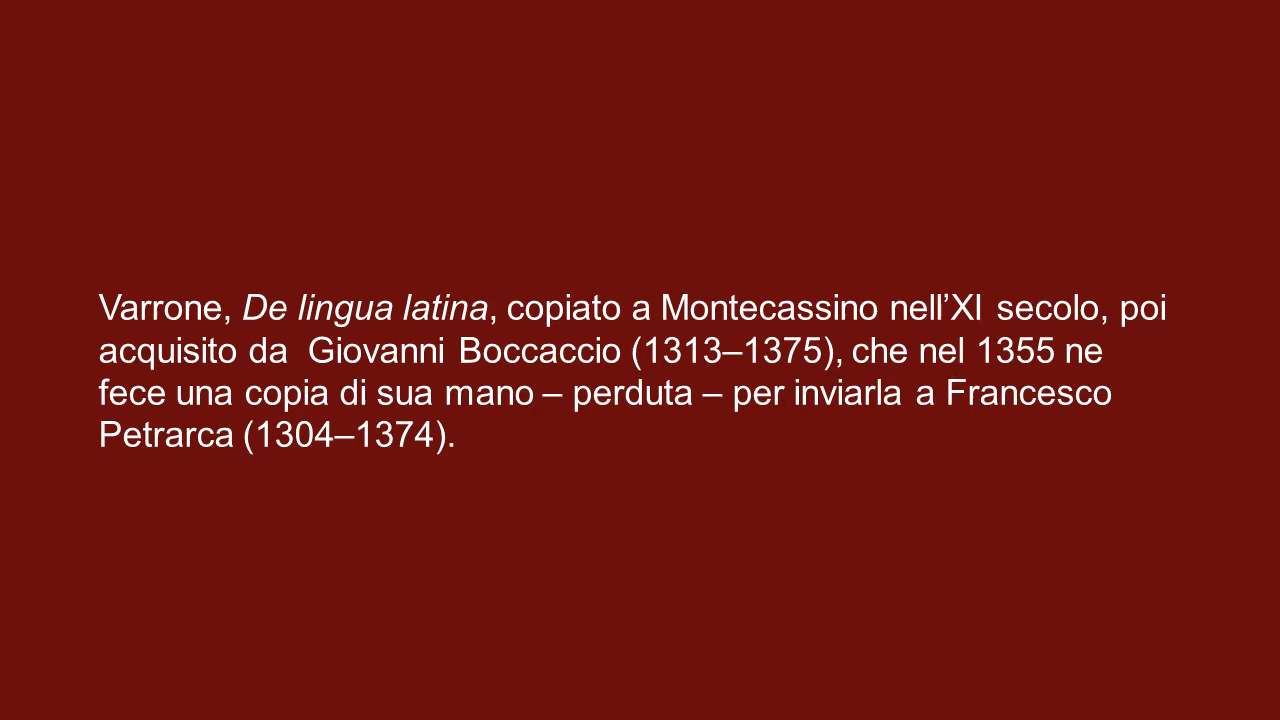 Varrone, De lingua latina, copiato a Montecassino nell’XI secolo, poi
acquisito da  Giovanni Boccaccio (1313–1375), che nel 1355 ne
fece una copia di sua mano – perduta – per inviarla a Francesco
Petrarca (1304–1374).